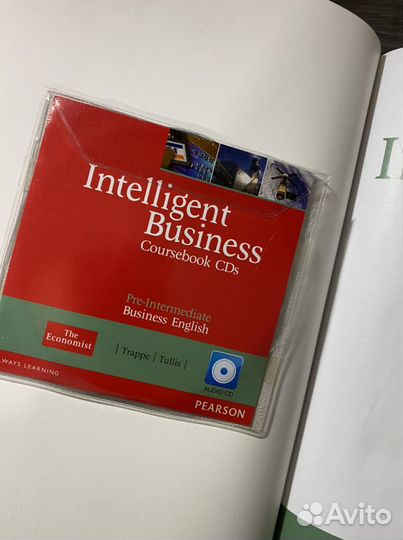 Intelligent
Business
Coursebook CDs
Pre-Intermediate
Business English
The
Economist
| Trappe | Tullis |
AUDIO CD
WAYS LEARNING
PEARSON
Avito